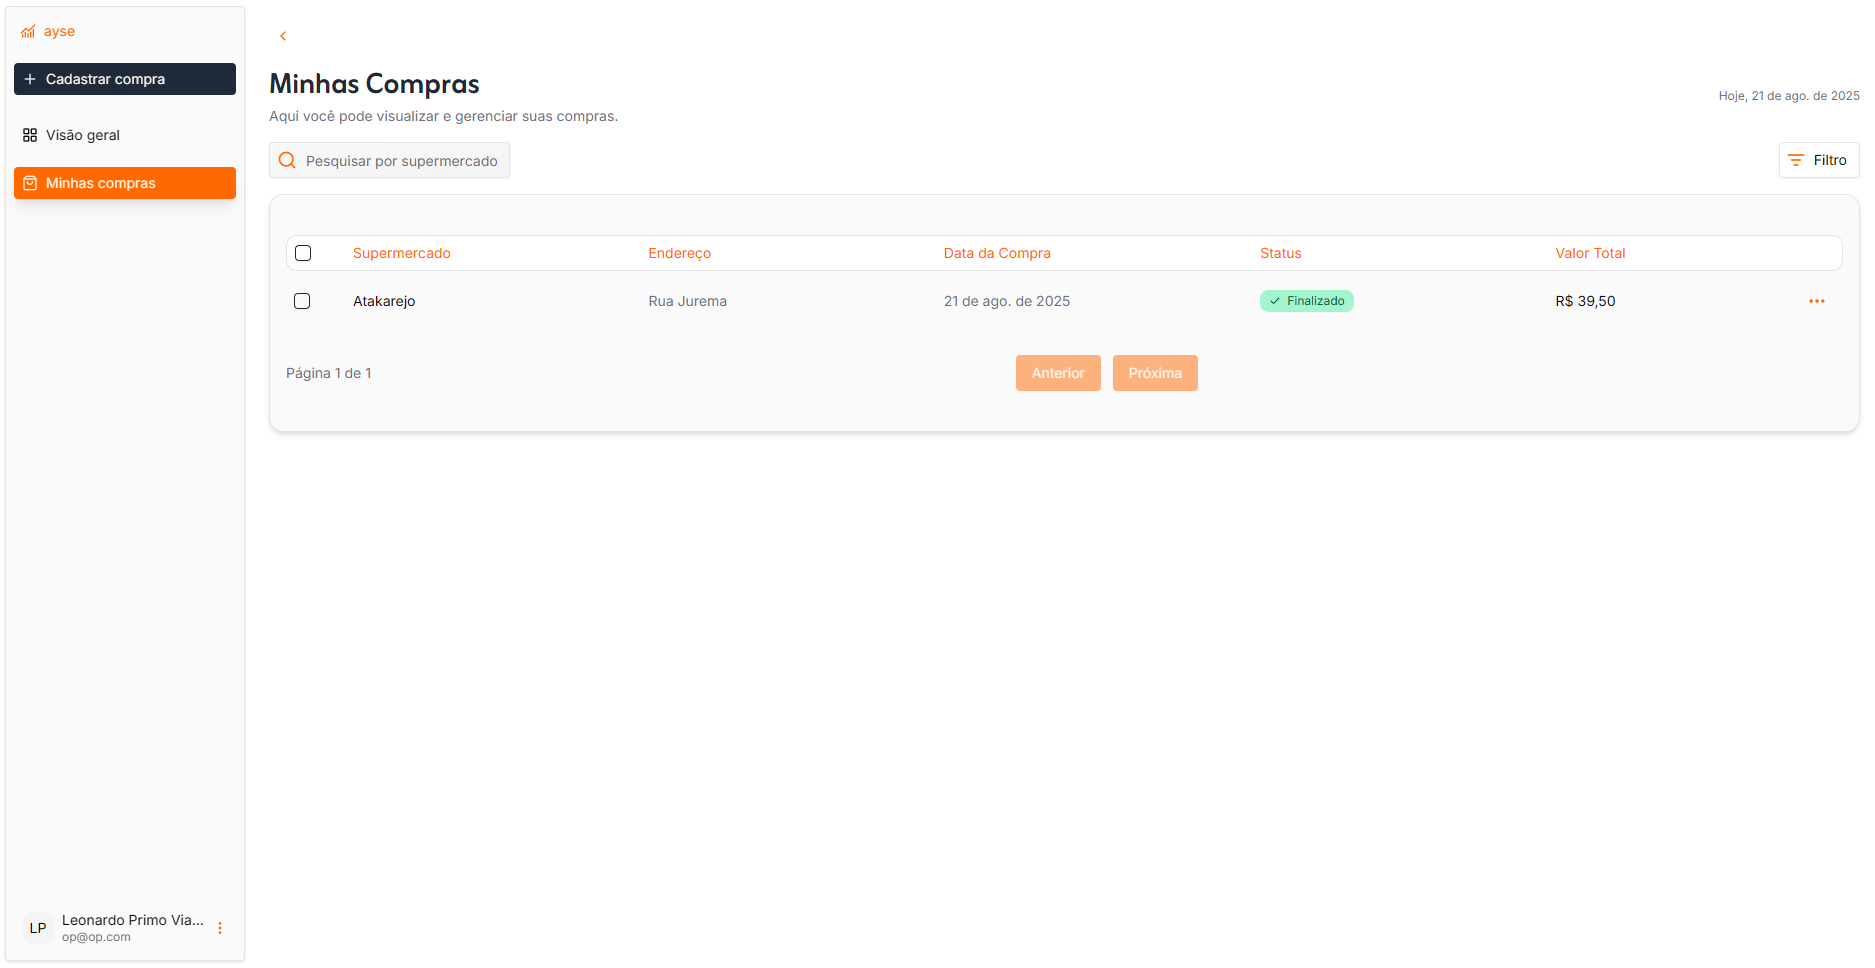 ayse
Cadastrar compra
Visão geral
Minhas compras
Minhas Compras
Aqui você pode visualizar e gerenciar suas compras.
Hoje, 21 de ago. de 2025
Pesquisar por supermercado
Filtro
Supermercado Endereço Data da Compra Status Valor Total
Atakarejo Rua Jurema 21 de ago. de 2025 Finalizado R$ 39,50
Página 1 de 1
Anterior Próxima
LP
Leonardo Primo Via...
op@op.com